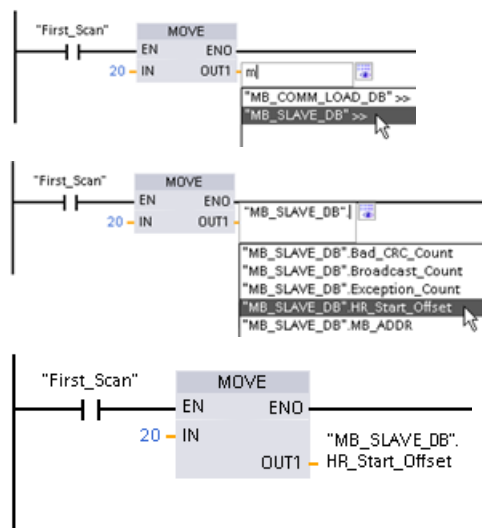 "First_Scan"
MOVE
EN ENO
20 IN OUT1 m
"MB_COMM_LOAD_DB" >>
"MB_SLAVE_DB" >>
"First_Scan"
MOVE
EN ENO
"MB_SLAVE_DB".
20 IN OUT1
"MB_SLAVE_DB".Bad_CRC_Count
"MB_SLAVE_DB".Broadcast_Count
"MB_SLAVE_DB".Exception_Count
"MB_SLAVE_DB".HR_Start_Offset
"MB_SLAVE_DB".MB_ADDR
"First_Scan"
MOVE
EN ENO
20 IN
"MB_SLAVE_DB".
OUT1 HR_Start_Offset